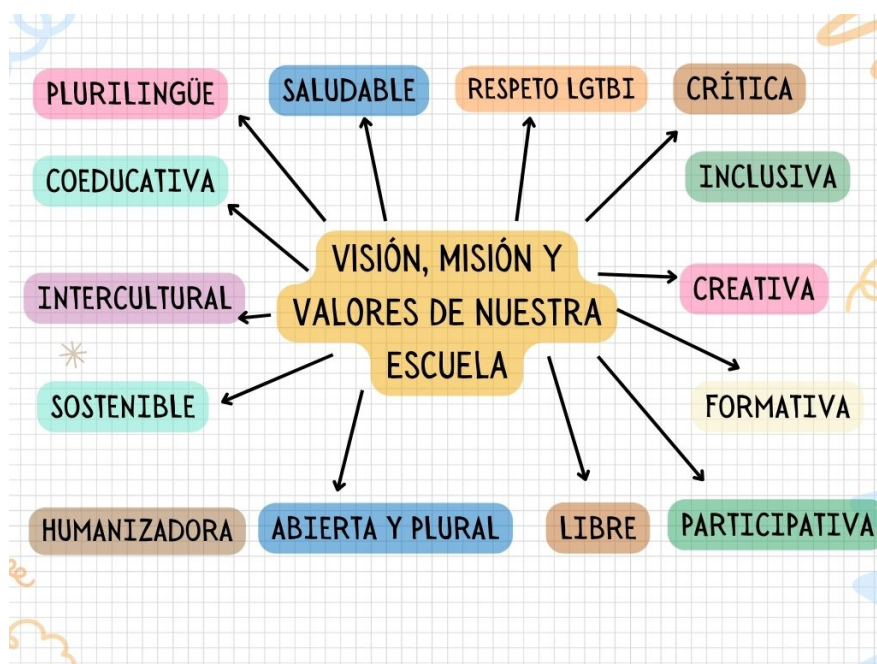 PLURILINGÜE
SALUDABLE
RESPETO LGTBI
CRÍTICA
COEDUCATIVA
INCLUSIVA
VISIÓN, MISIÓN Y
VALORES DE NUESTRA
ESCUELA
INTERCULTURAL
CREATIVA
SOSTENIBLE
FORMATIVA
HUMANIZADORA
ABIERTA Y PLURAL
LIBRE
PARTICIPATIVA